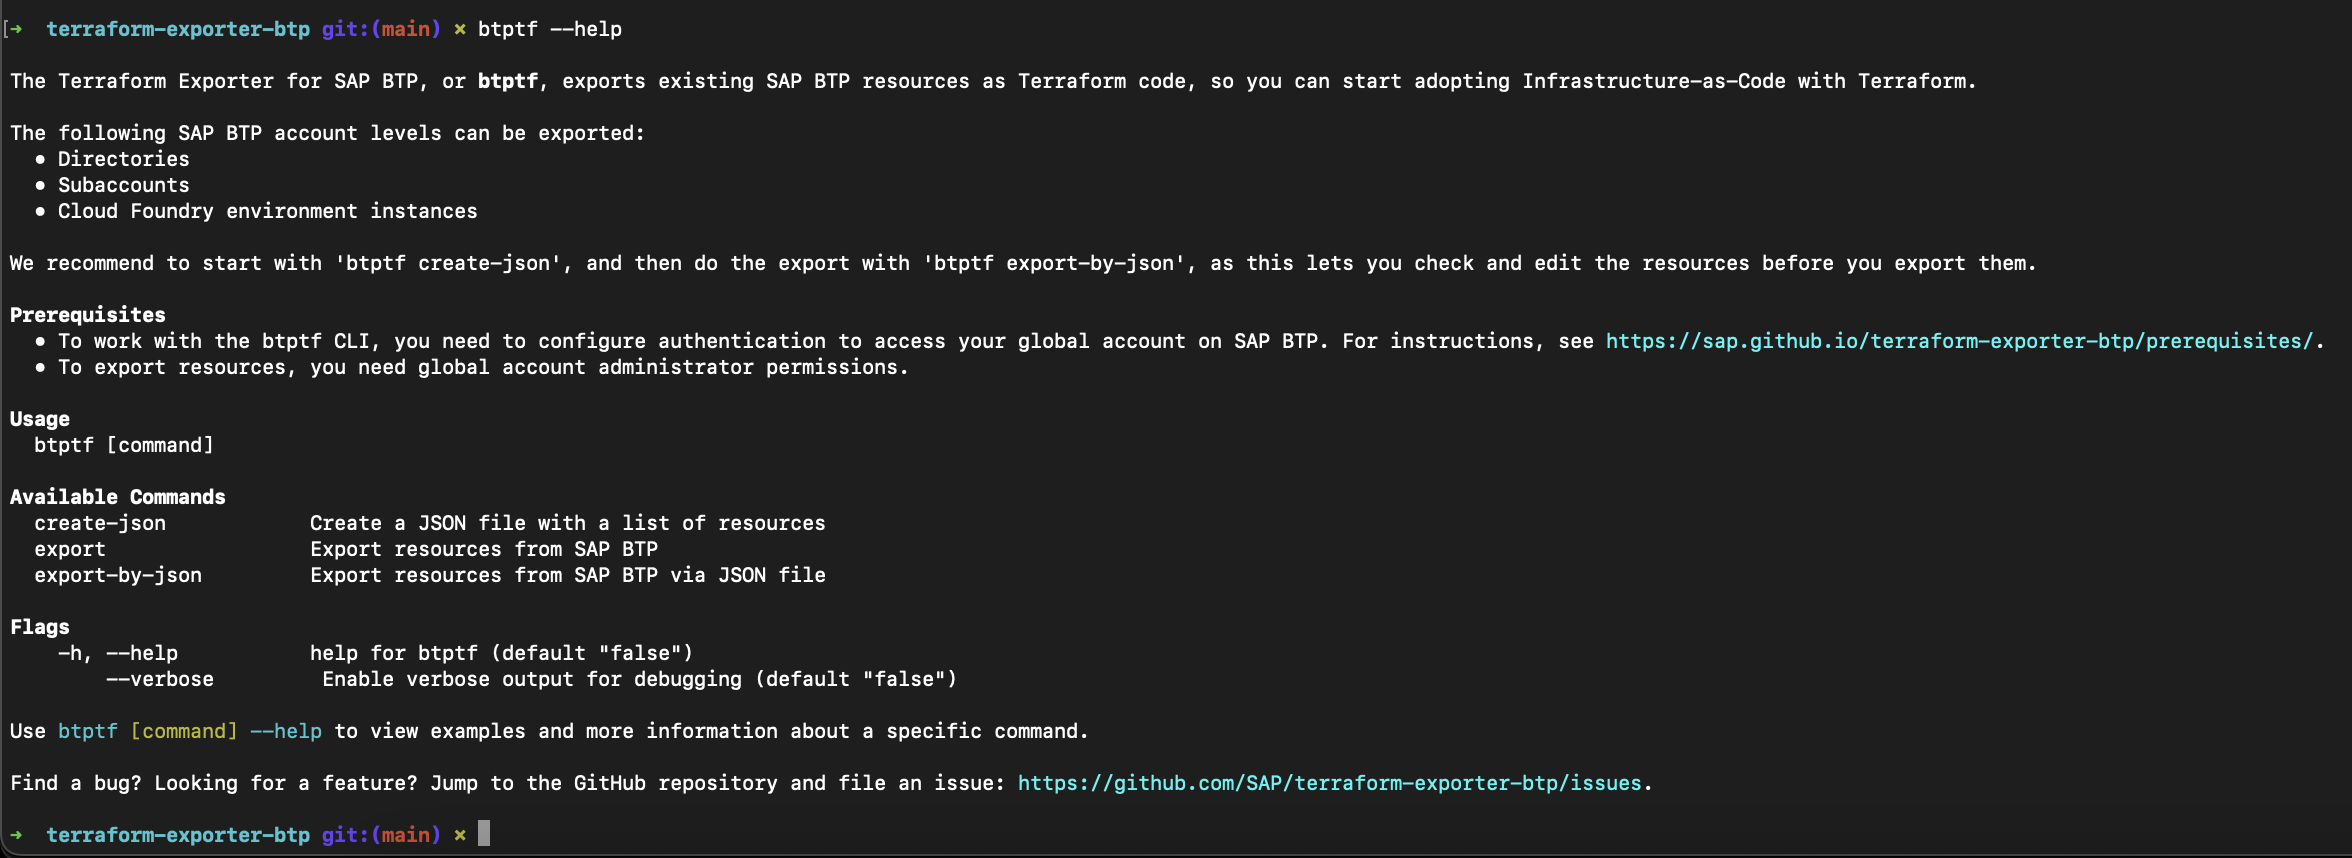 [➜  terraform-exporter-btp git:(main) ✗ btptf --help

The Terraform Exporter for SAP BTP, or btptf, exports existing SAP BTP resources as Terraform code, so you can start adopting Infrastructure-as-Code with Terraform.

The following SAP BTP account levels can be exported:
  • Directories
  • Subaccounts
  • Cloud Foundry environment instances

We recommend to start with 'btptf create-json', and then do the export with 'btptf export-by-json', as this lets you check and edit the resources before you export them.

Prerequisites
  • To work with the btptf CLI, you need to configure authentication to access your global account on SAP BTP. For instructions, see https://sap.github.io/terraform-exporter-btp/prerequisites/.
  • To export resources, you need global account administrator permissions.

Usage
  btptf [command]

Available Commands
  create-json            Create a JSON file with a list of resources
  export                 Export resources from SAP BTP
  export-by-json         Export resources from SAP BTP via JSON file

Flags
    -h, --help           help for btptf (default "false")
        --verbose         Enable verbose output for debugging (default "false")

Use btptf [command] --help to view examples and more information about a specific command.

Find a bug? Looking for a feature? Jump to the GitHub repository and file an issue: https://github.com/SAP/terraform-exporter-btp/issues.

➜  terraform-exporter-btp git:(main) ✗